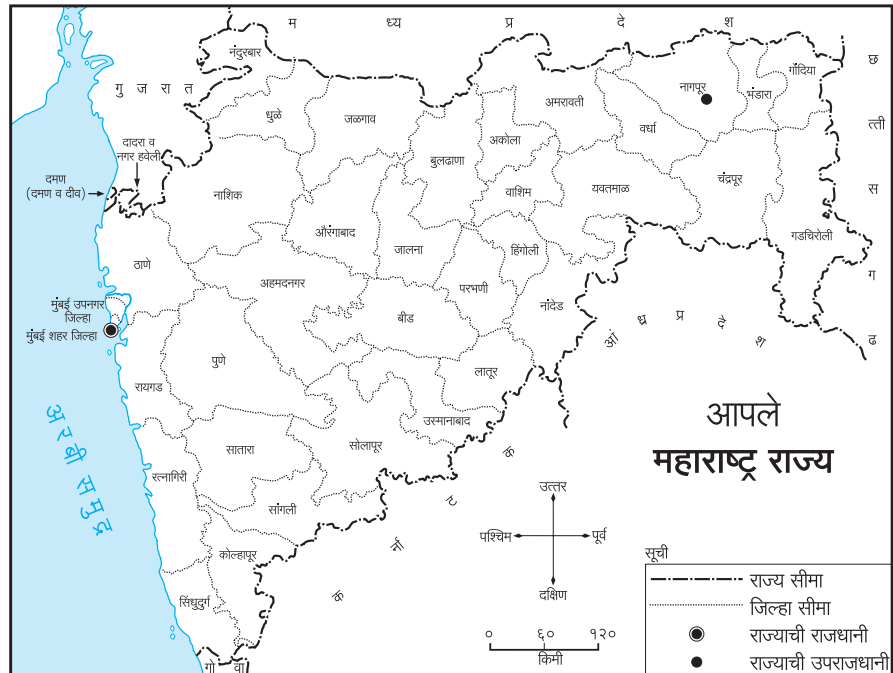 म ध्य प्र दे श
नंदुरबार
गु ज रा त
धुळे
जळगाव
बुलढाणा
अकोला
अमरावती
वर्धा
नागपूर
भंडारा
गोंदिया
छ त्ती स ग ढ
दादरा व
नगर हवेली
दमण
(दमण व दीव)
नाशिक
औरंगाबाद
जालना
वाशिम
यवतमाळ
चंद्रपूर
गडचिरोली
ठाणे
अहमदनगर
परभणी
हिंगोली
नांदेड
मुंबई उपनगर
जिल्हा
मुंबई शहर जिल्हा
बीड
आं ध्र प्र दे श
रायगड
पुणे
लातूर
उस्मानाबाद
सोलापूर
सातारा
रत्नागिरी
सांगली
कोल्हापूर
सिंधुदुर्ग
गो वा
क र्ना ट क
अरबी समुद्र
आपले
महाराष्ट्र राज्य
उत्तर
पश्चिम पूर्व
दक्षिण
० ६० १२०
किमी
सूची
राज्य सीमा
जिल्हा सीमा
राज्याची राजधानी
राज्याची उपराजधानी